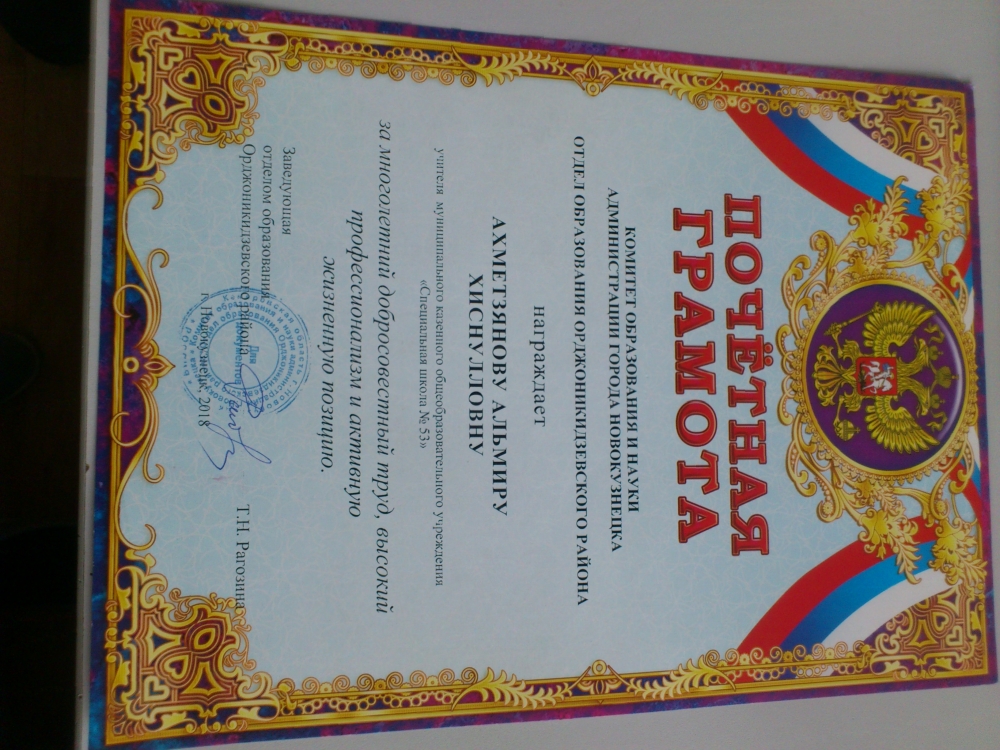 ПОЧЁТНАЯ
ГРАМОТА
КОМИТЕТ ОБРАЗОВАНИЯ И НАУКИ
АДМИНИСТРАЦИИ ГОРОДА НОВОКУЗНЕЦКА
ОТДЕЛ ОБРАЗОВАНИЯ ОРДЖОНИКИДЗЕВСКОГО РАЙОНА
награждает
АХМЕТЗЯНОВУ АЛЬМИРУ
ХИСНУЛЛОВНУ
учителя муниципального казенного общеобразовательного учреждения
«Специальная школа № 53»
за многолетний добросовестный труд, высокий
профессионализм и активную
жизненную позицию.
Заведующая
отделом образования
Орджоникидзевского района Т.Н. Рагозина
г. Новокузнецк, 2018
Для
документов